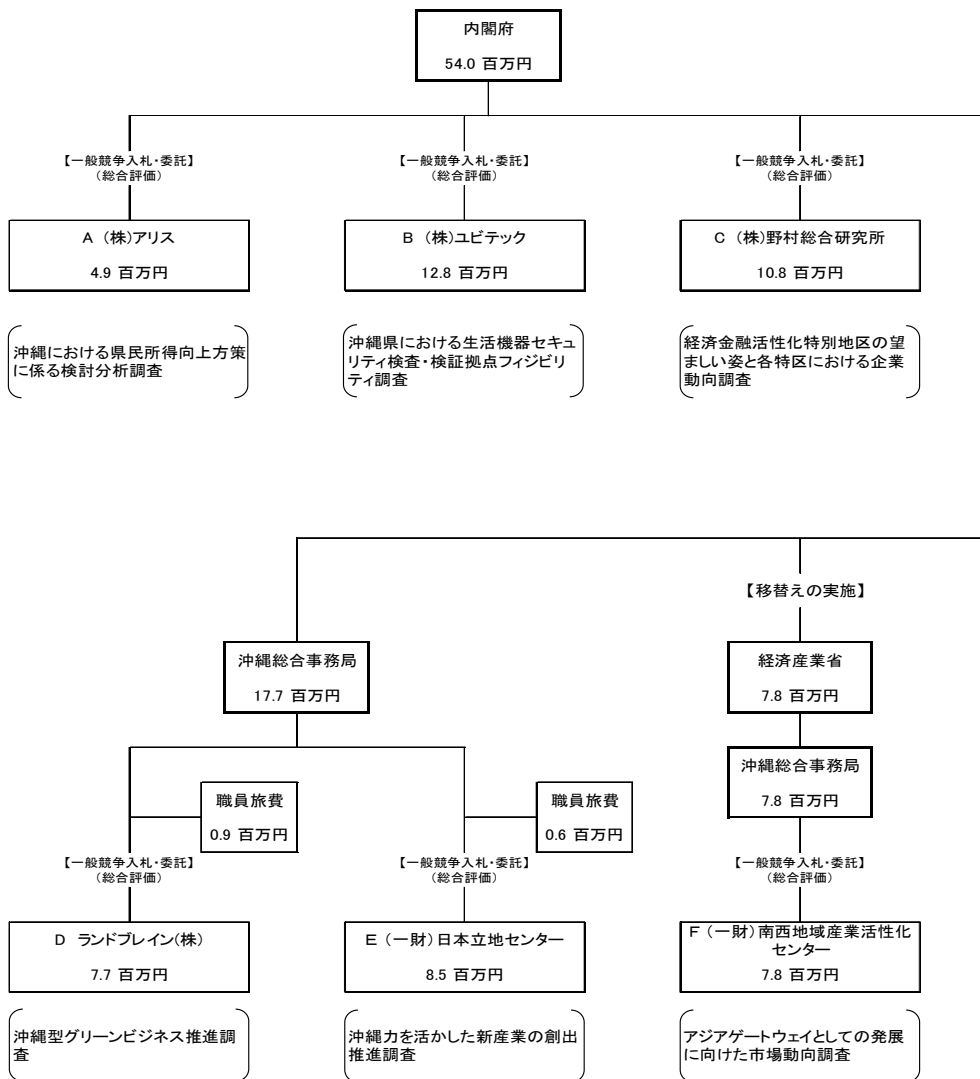 内閣府
54.0 百万円
【一般競争入札・委託】
(総合評価)
【一般競争入札・委託】
(総合評価)
【一般競争入札・委託】
(総合評価)
A (株)アリス
4.9 百万円
B (株)ユビテック
12.8 百万円
C (株)野村総合研究所
10.8 百万円
沖縄における県民所得向上方策
に係る検討分析調査
沖縄県における生活機器セキュ
リティ検査・検証拠点フィジビリ
ティ調査
経済金融活性化特別地区の望
ましい姿と各特区における企業
動向調査
【移替えの実施】
沖縄総合事務局
17.7 百万円
経済産業省
7.8 百万円
沖縄総合事務局
7.8 百万円
職員旅費
0.9 百万円
職員旅費
0.6 百万円
【一般競争入札・委託】
(総合評価)
【一般競争入札・委託】
(総合評価)
【一般競争入札・委託】
(総合評価)
D ランドブレイン(株)
7.7 百万円
E (一財)日本立地センター
8.5 百万円
F (一財)南西地域産業活性化
センター
7.8 百万円
沖縄型グリーンビジネス推進調
査
沖縄力を活かした新産業の創出
推進調査
アジアゲートウェイとしての発展
に向けた市場動向調査